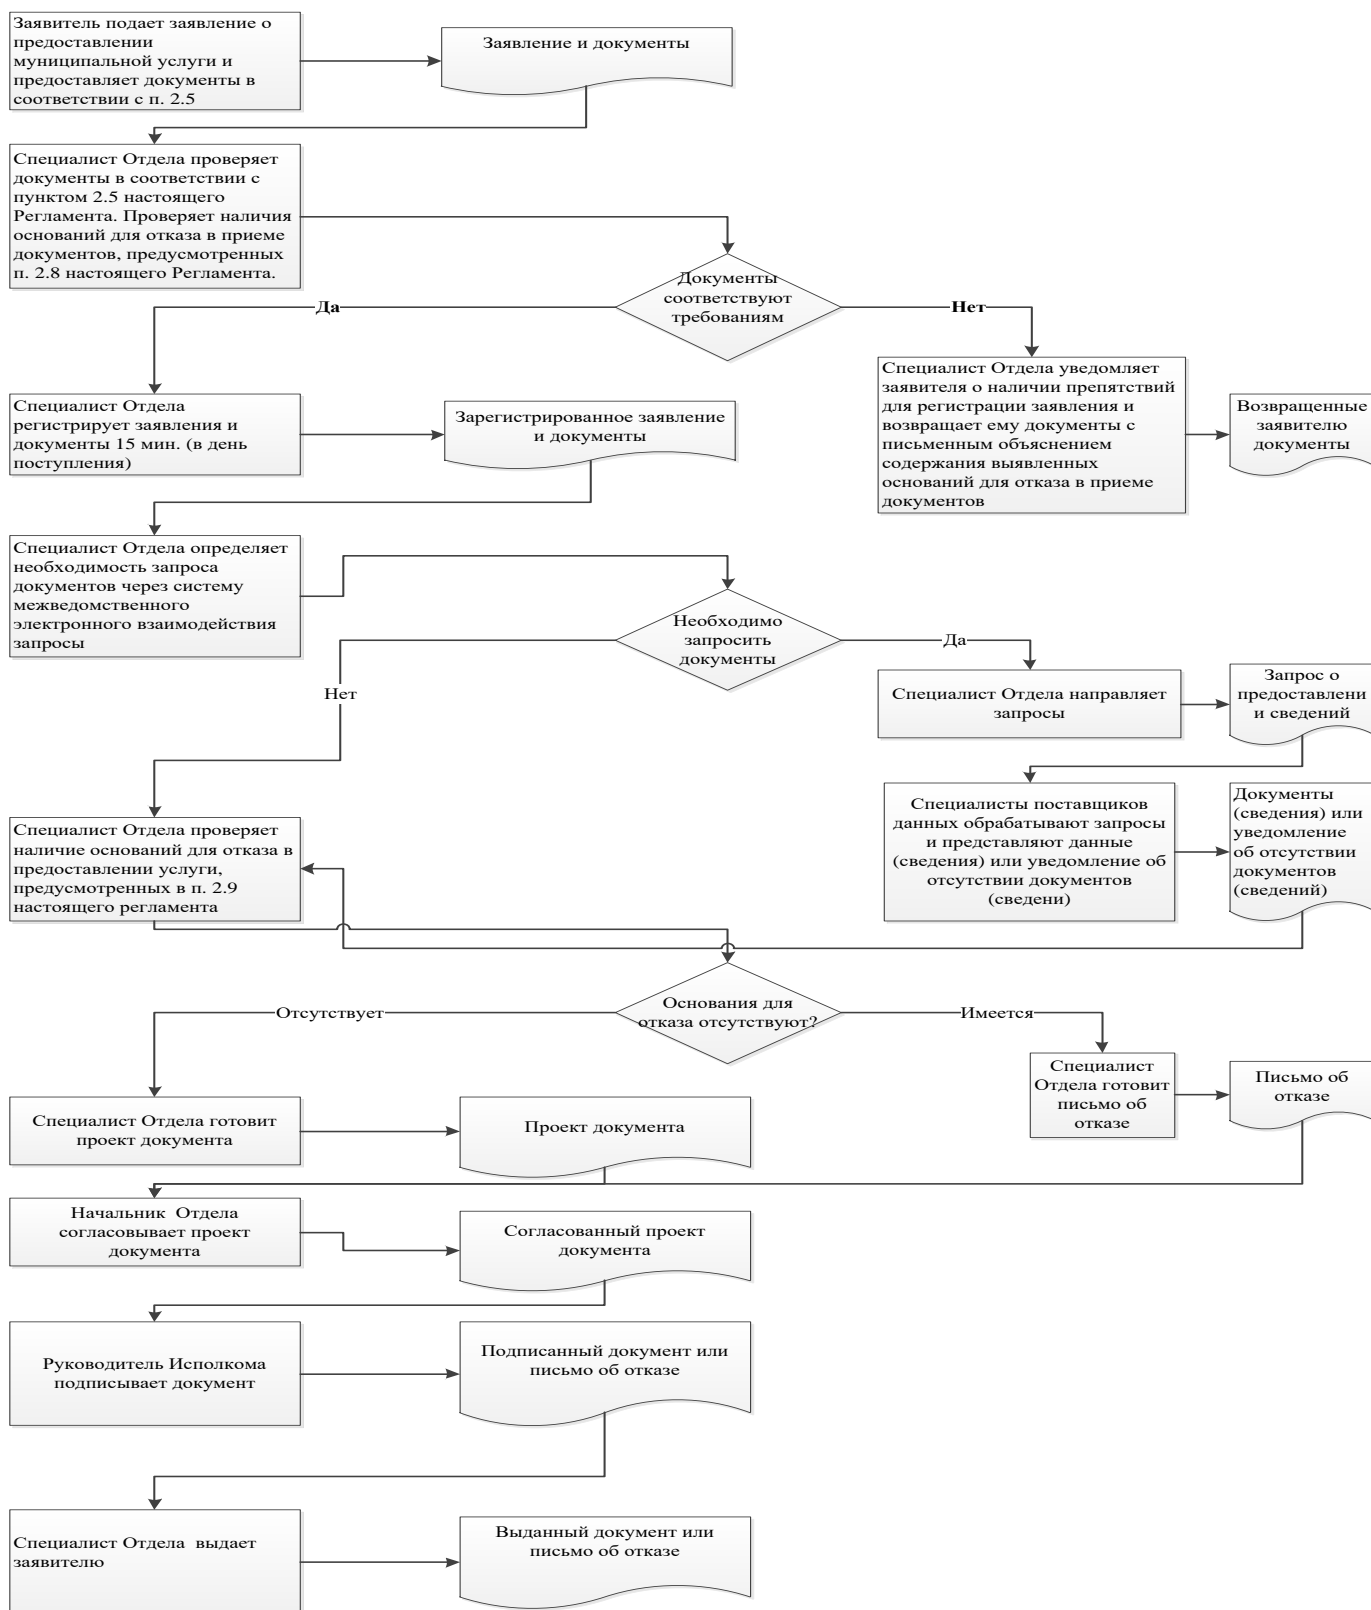 Заявитель подает заявление о
предоставлении
муниципальной услуги и
предоставляет документы в
соответствии с п. 2.5
Заявление и документы
Специалист Отдела проверяет
документы в соответствии с
пунктом 2.5 настоящего
Регламента. Проверяет наличия
оснований для отказа в приеме
документов, предусмотренных
п. 2.8 настоящего Регламента.
Документы
соответствуют
требованиям
Да
Нет
Специалист Отдела
регистрирует заявления и
документы 15 мин. (в день
поступления)
Зарегистрированное заявление
и документы
Специалист Отдела уведомляет
заявителя о наличии препятствий
для регистрации заявления и
возвращает ему документы с
письменным объяснением
содержания выявленных
оснований для отказа в приеме
документов
Возвращенные
заявителю
документы
Специалист Отдела определяет
необходимость запроса
документов через систему
межведомственного
электронного взаимодействия
запросы
Необходимо
запросить
документы
Да
Нет
Специалист Отдела направляет
запросы
Запрос о
предоставлени
и сведений
Специалисты поставщиков
данных обрабатывают запросы
и представляют данные
(сведения) или уведомление об
отсутствии документов
(сведени)
Документы
(сведения) или
уведомление
об отсутствии
документов
(сведений)
Специалист Отдела проверяет
наличие оснований для отказа в
предоставлении услуги,
предусмотренных в п. 2.9
настоящего регламента
Основания для
отказа отсутствуют?
Отсутствует
Имеется
Специалист
Отдела готовит
письмо об
отказе
Письмо об
отказе
Специалист Отдела готовит
проект документа
Проект документа
Начальник Отдела
согласовывает проект
документа
Согласованный проект
документа
Руководитель Исполкома
подписывает документ
Подписанный документ или
письмо об отказе
Специалист Отдела выдает
заявителю
Выданный документ или
письмо об отказе